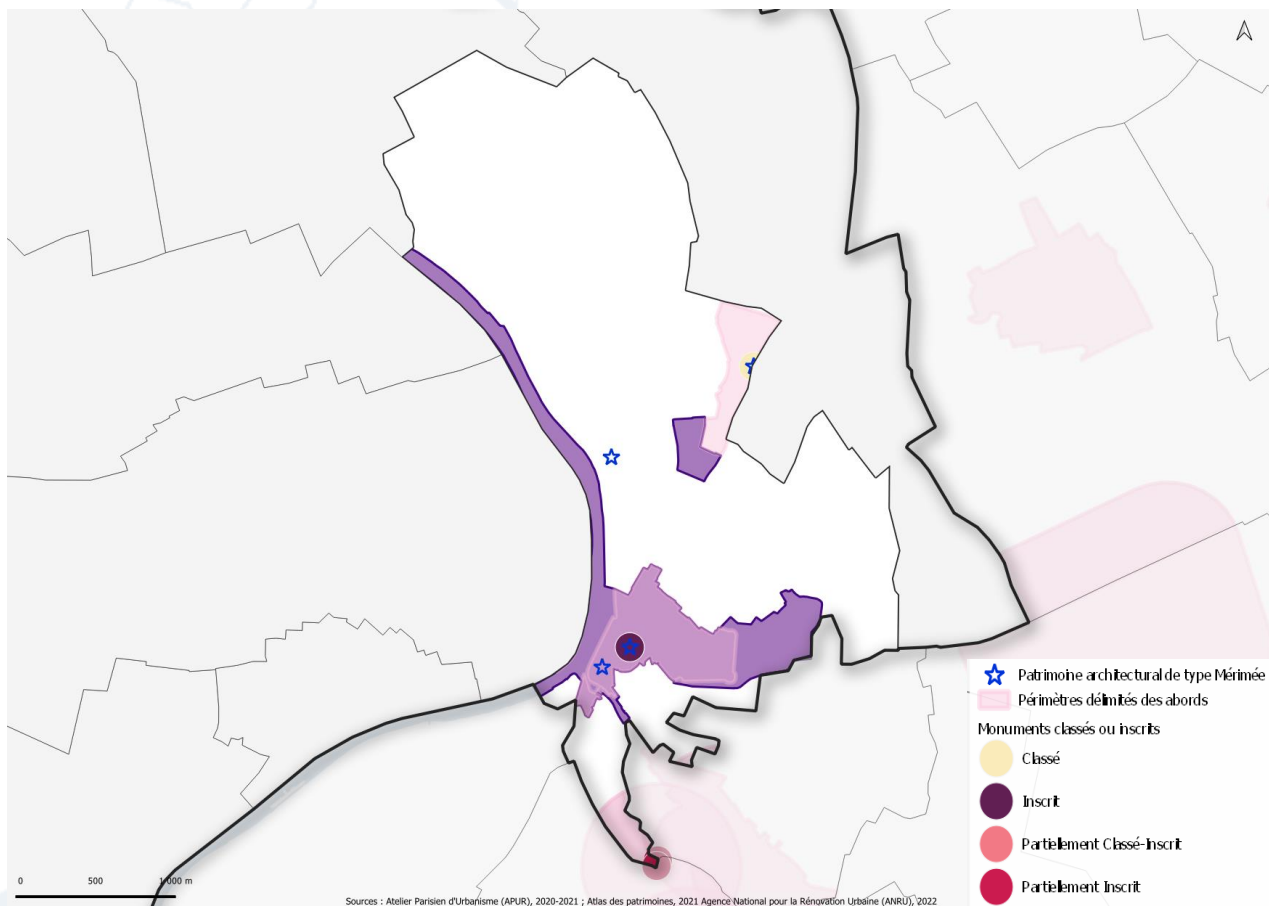 Patrimoine architectural de type Mérimée
Périmètres délimités des abords
Monuments classés ou inscrits
Classé
Inscrit
Partiellement Classé-Inscrit
Partiellement Inscrit
0 500 1 000 m
Sources : Atelier Parisien d'Urbanisme (APUR), 2020-2021 ; Atlas des patrimoines, 2021 Agence National pour la Rénovation Urbaine (ANRU), 2022